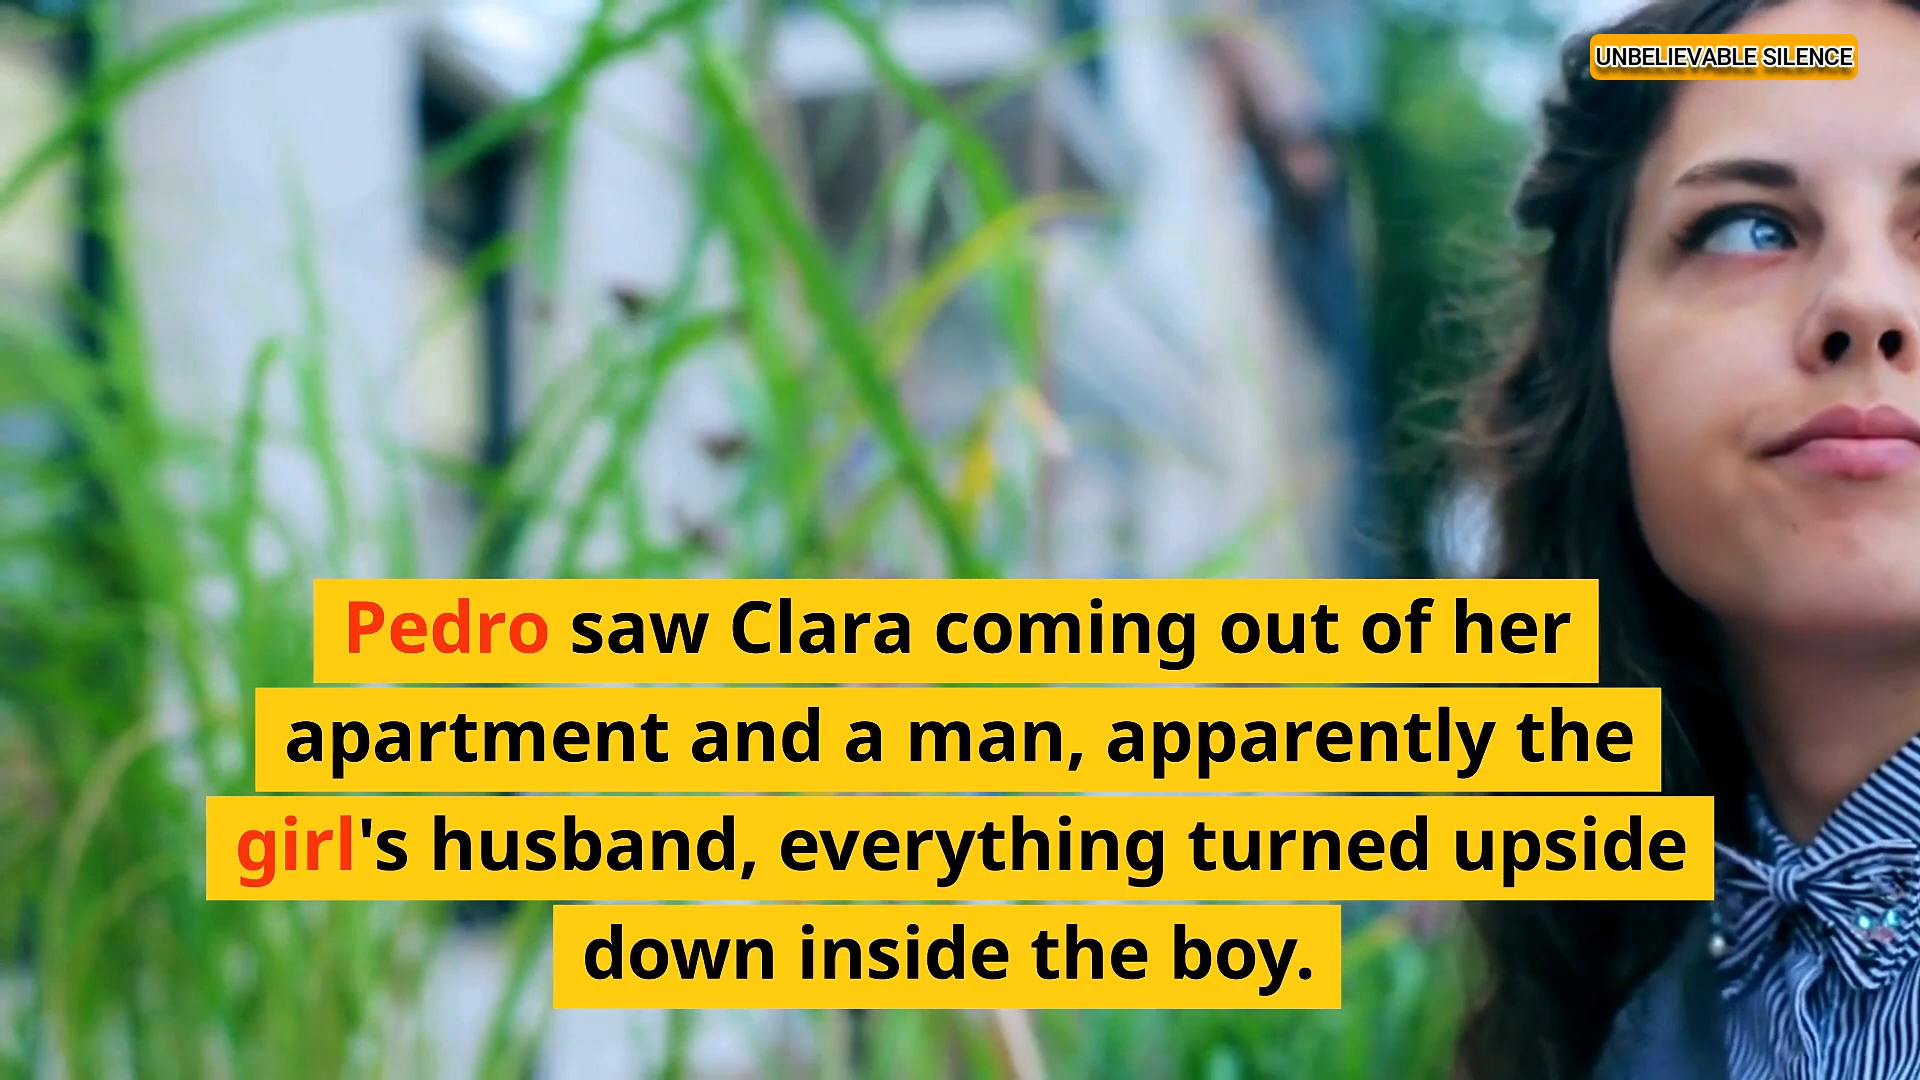 UNBELIEVABLE SILENCE
Pedro saw Clara coming out of her
apartment and a man, apparently the
girl's husband, everything turned upside
down inside the boy.